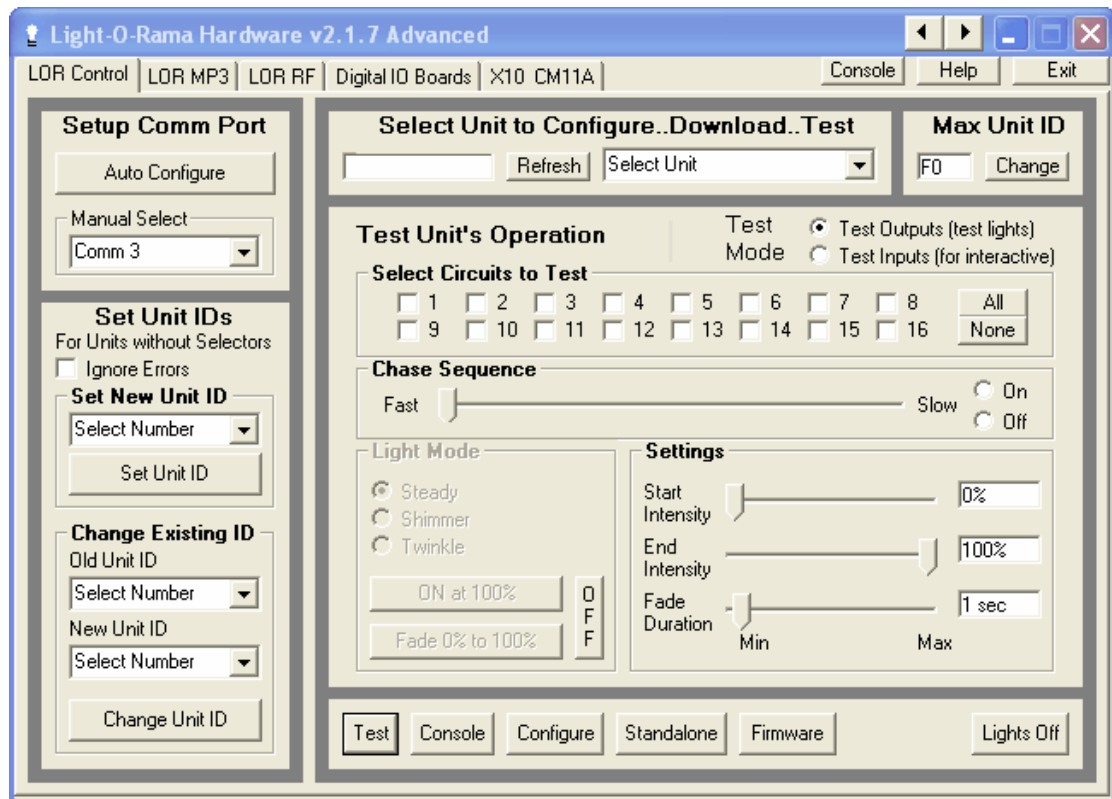 Light-O-Rama Hardware v2.1.7 Advanced
LOR Control LOR MP3 LOR RF Digital IO Boards X10 CM11A Console Help Exit
Setup Comm Port
Auto Configure
Manual Select
Comm 3
Set Unit IDs
For Units without Selectors
Ignore Errors
Set New Unit ID
Select Number
Set Unit ID
Change Existing ID
Old Unit ID
Select Number
New Unit ID
Select Number
Change Unit ID
Select Unit to Configure..Download..Test
Refresh Select Unit
Max Unit ID
F0 Change
Test Unit's Operation
Test Mode
Test Outputs (test lights)
Test Inputs (for interactive)
Select Circuits to Test
1 2 3 4 5 6 7 8 All
9 10 11 12 13 14 15 16 None
Chase Sequence
Fast Slow
On
Off
Light Mode
Steady
Shimmer
Twinkle
ON at 100%
Fade 0% to 100%
OFF
Settings
Start Intensity 0%
End Intensity 100%
Fade Duration 1 sec
Min Max
Test Console Configure Standalone Firmware Lights Off